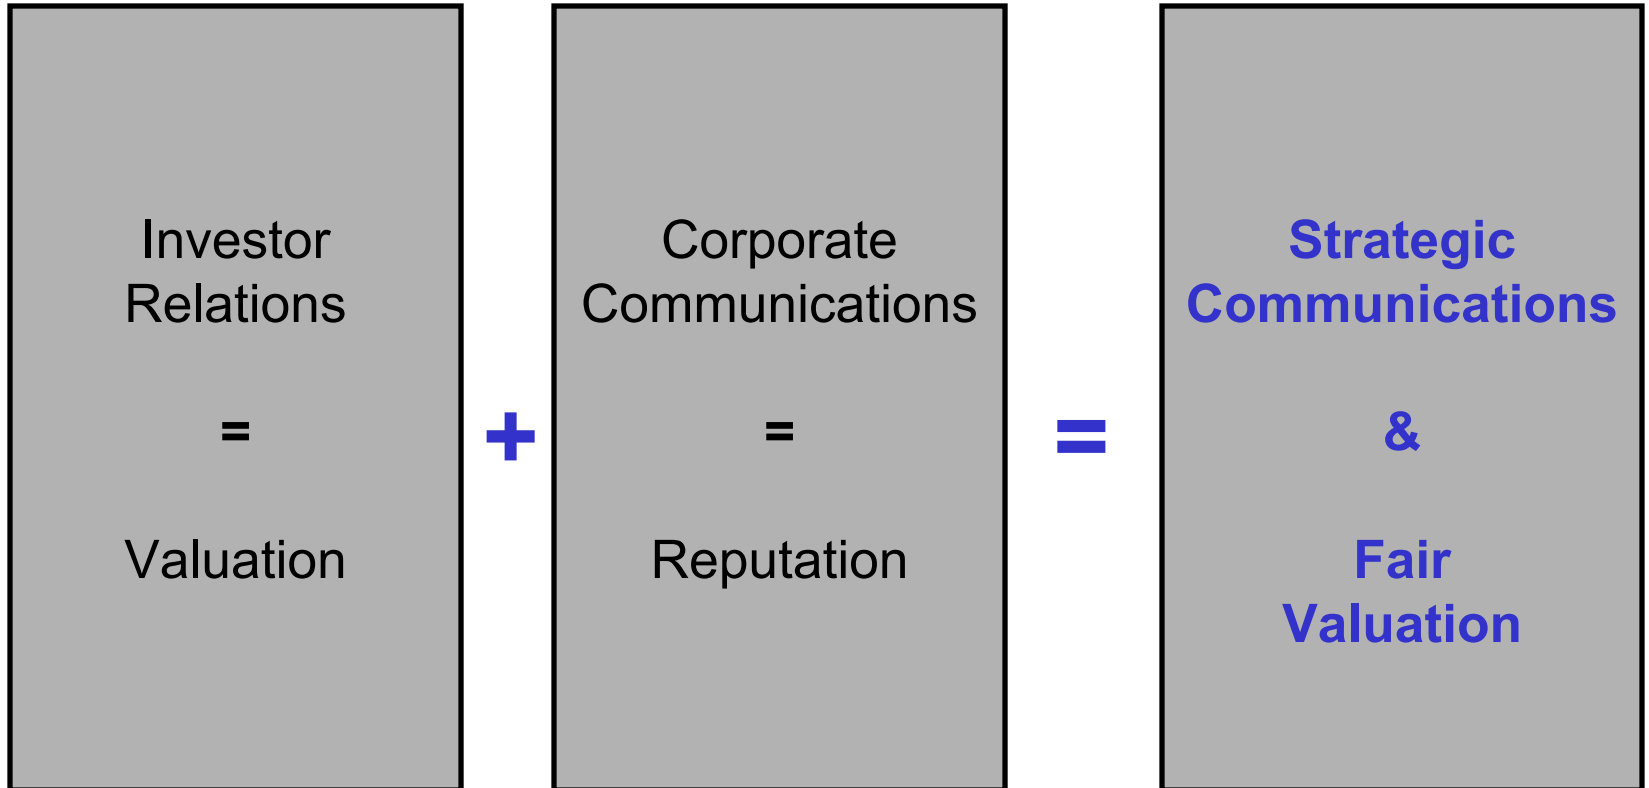 Investor
Relations
=
Valuation
+
Corporate
Communications
=
Reputation
=
Strategic
Communications
&
Fair
Valuation